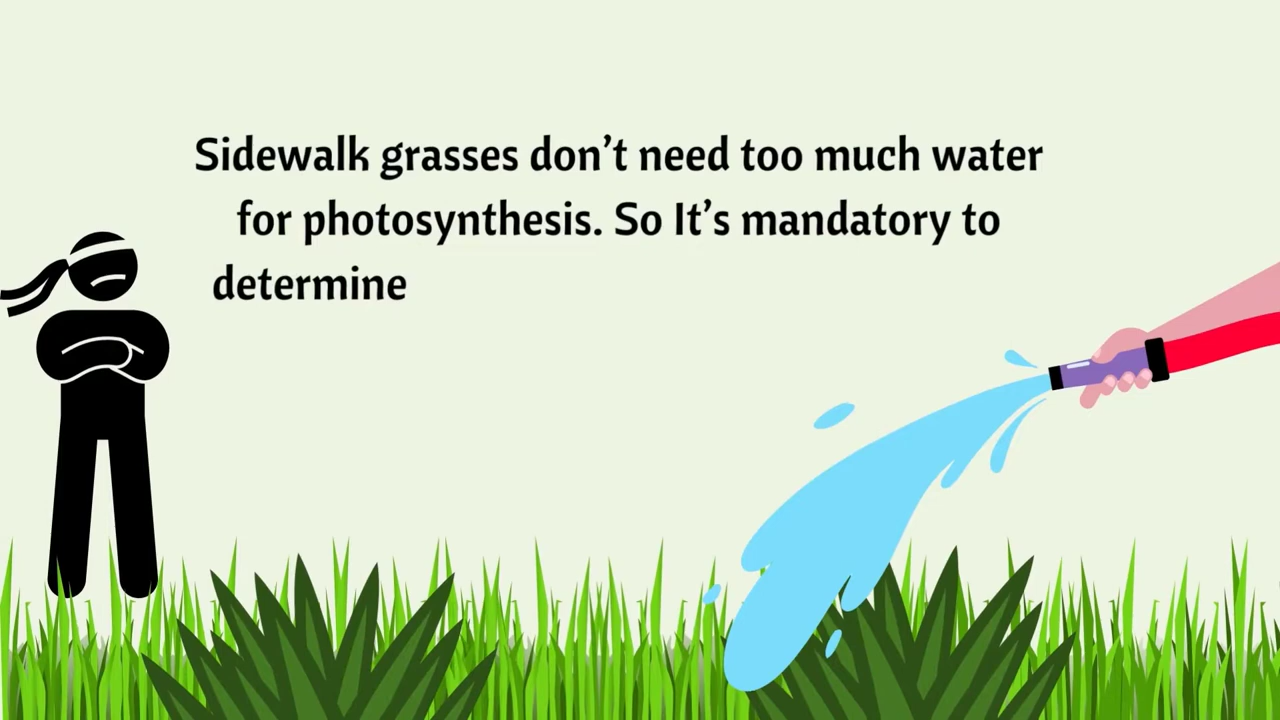 Sidewalk grasses don’t need too much water
for photosynthesis. So It’s mandatory to
determine